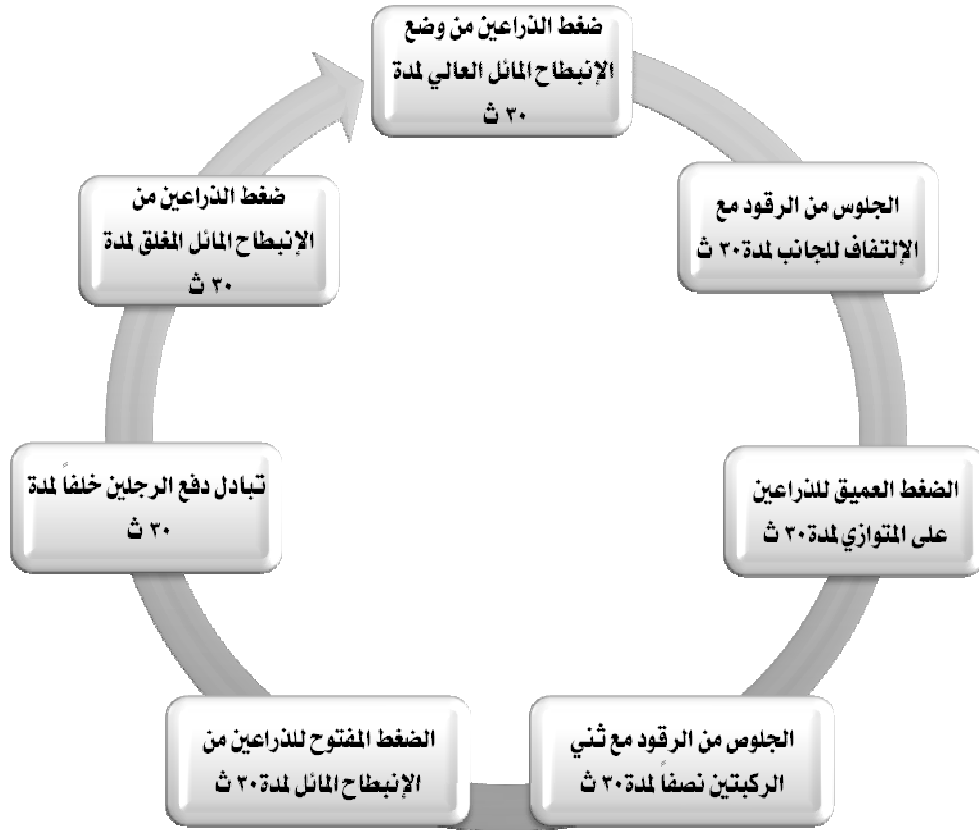 ضغط الذراعين من وضع
الإنبطاح المائل العالي لمدة
٣٠ ث
الجلوس من الرقود مع
الإلتفاف للجانب لمدة٣٠ ث
الضغط العميق للذراعين
على المتوازي لمدة٣٠ ث
الجلوص من الرقود مع ثني
الركبتين نصفاً لمدة٣٠ ث
الضغط المفتوح للذراعين من
الإنبطاح المائل لمدة٣٠ ث
تبادل دفع الرجلين خلفاً لمدة
٣٠ ث
ضغط الذراعين من
الإنبطاح المائل المغلق لمدة
٣٠ ث